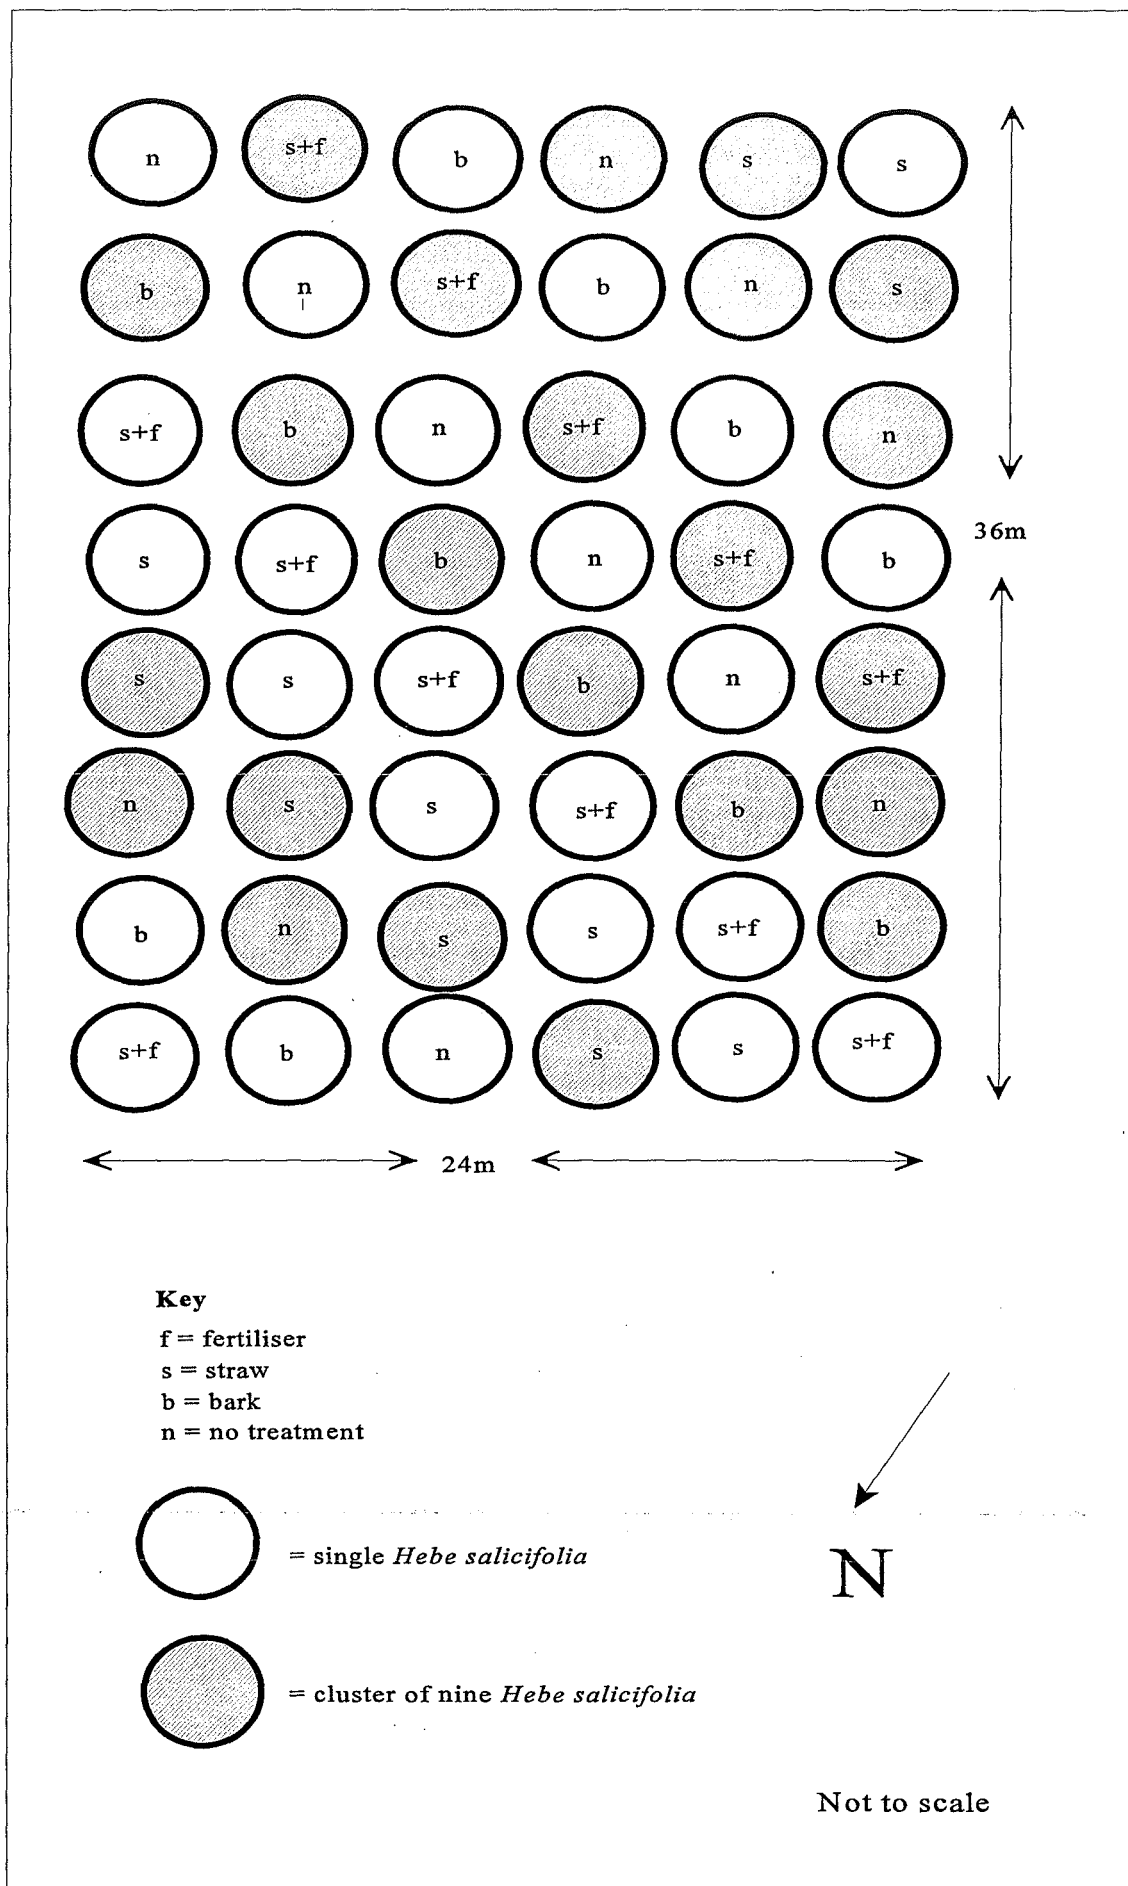 n s+f b n s s
b n s+f b n s
s+f b n s+f b n
s s+f b n s+f b
36m
s s s+f b n s+f
n s s s+f b n
b n s s s+f b
s+f b n s s s+f
24m
Key
f = fertiliser
s = straw
b = bark
n = no treatment
N
= single Hebe salicifolia
= cluster of nine Hebe salicifolia
Not to scale